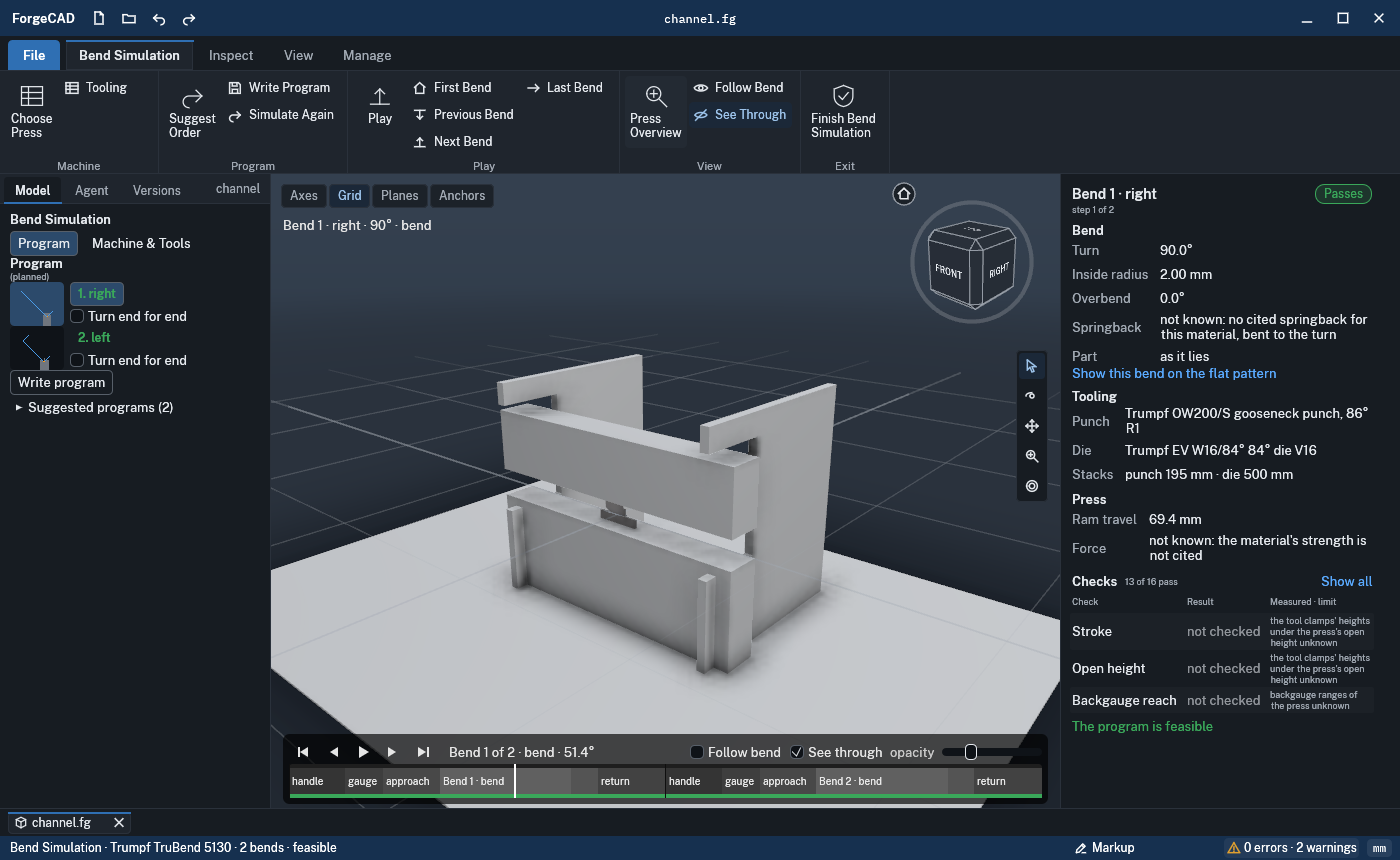 ForgeCAD
channel.fg
File
Bend Simulation
Inspect
View
Manage
Choose Press
Tooling
Machine
Suggest Order
Write Program
Simulate Again
Program
Play
First Bend
Previous Bend
Next Bend
Last Bend
Play
Press Overview
Follow Bend
See Through
View
Finish Bend Simulation
Exit
Model
Agent
Versions
channel
Bend Simulation
Program
Machine & Tools
Program
(planned)
1. right
Turn end for end
2. left
Turn end for end
Write program
Suggested programs (2)
Axes
Grid
Planes
Anchors
Bend 1 · right · 90° · bend
FRONT
RIGHT
Bend 1 of 2 · bend · 51.4°
Follow bend
See through
opacity
handle
gauge
approach
Bend 1 · bend
return
handle
gauge
approach
Bend 2 · bend
return
Bend 1 · right
Passes
step 1 of 2
Bend
Turn 90.0°
Inside radius 2.00 mm
Overbend 0.0°
Springback not known: no cited springback for
this material, bent to the turn
Part as it lies
Show this bend on the flat pattern
Tooling
Punch Trumpf OW200/S gooseneck punch, 86°
R1
Die Trumpf EV W16/84° 84° die V16
Stacks punch 195 mm · die 500 mm
Press
Ram travel 69.4 mm
Force not known: the material's strength is
not cited
Checks 13 of 16 pass Show all
Check Result Measured · limit
Stroke not checked the tool clamps' heights
under the press's open
height unknown
Open height not checked the tool clamps' heights
under the press's open
height unknown
Backgauge reach not checked backgauge ranges of
the press unknown
The program is feasible
channel.fg
Bend Simulation · Trumpf TruBend 5130 · 2 bends · feasible
Markup
0 errors · 2 warnings
mm